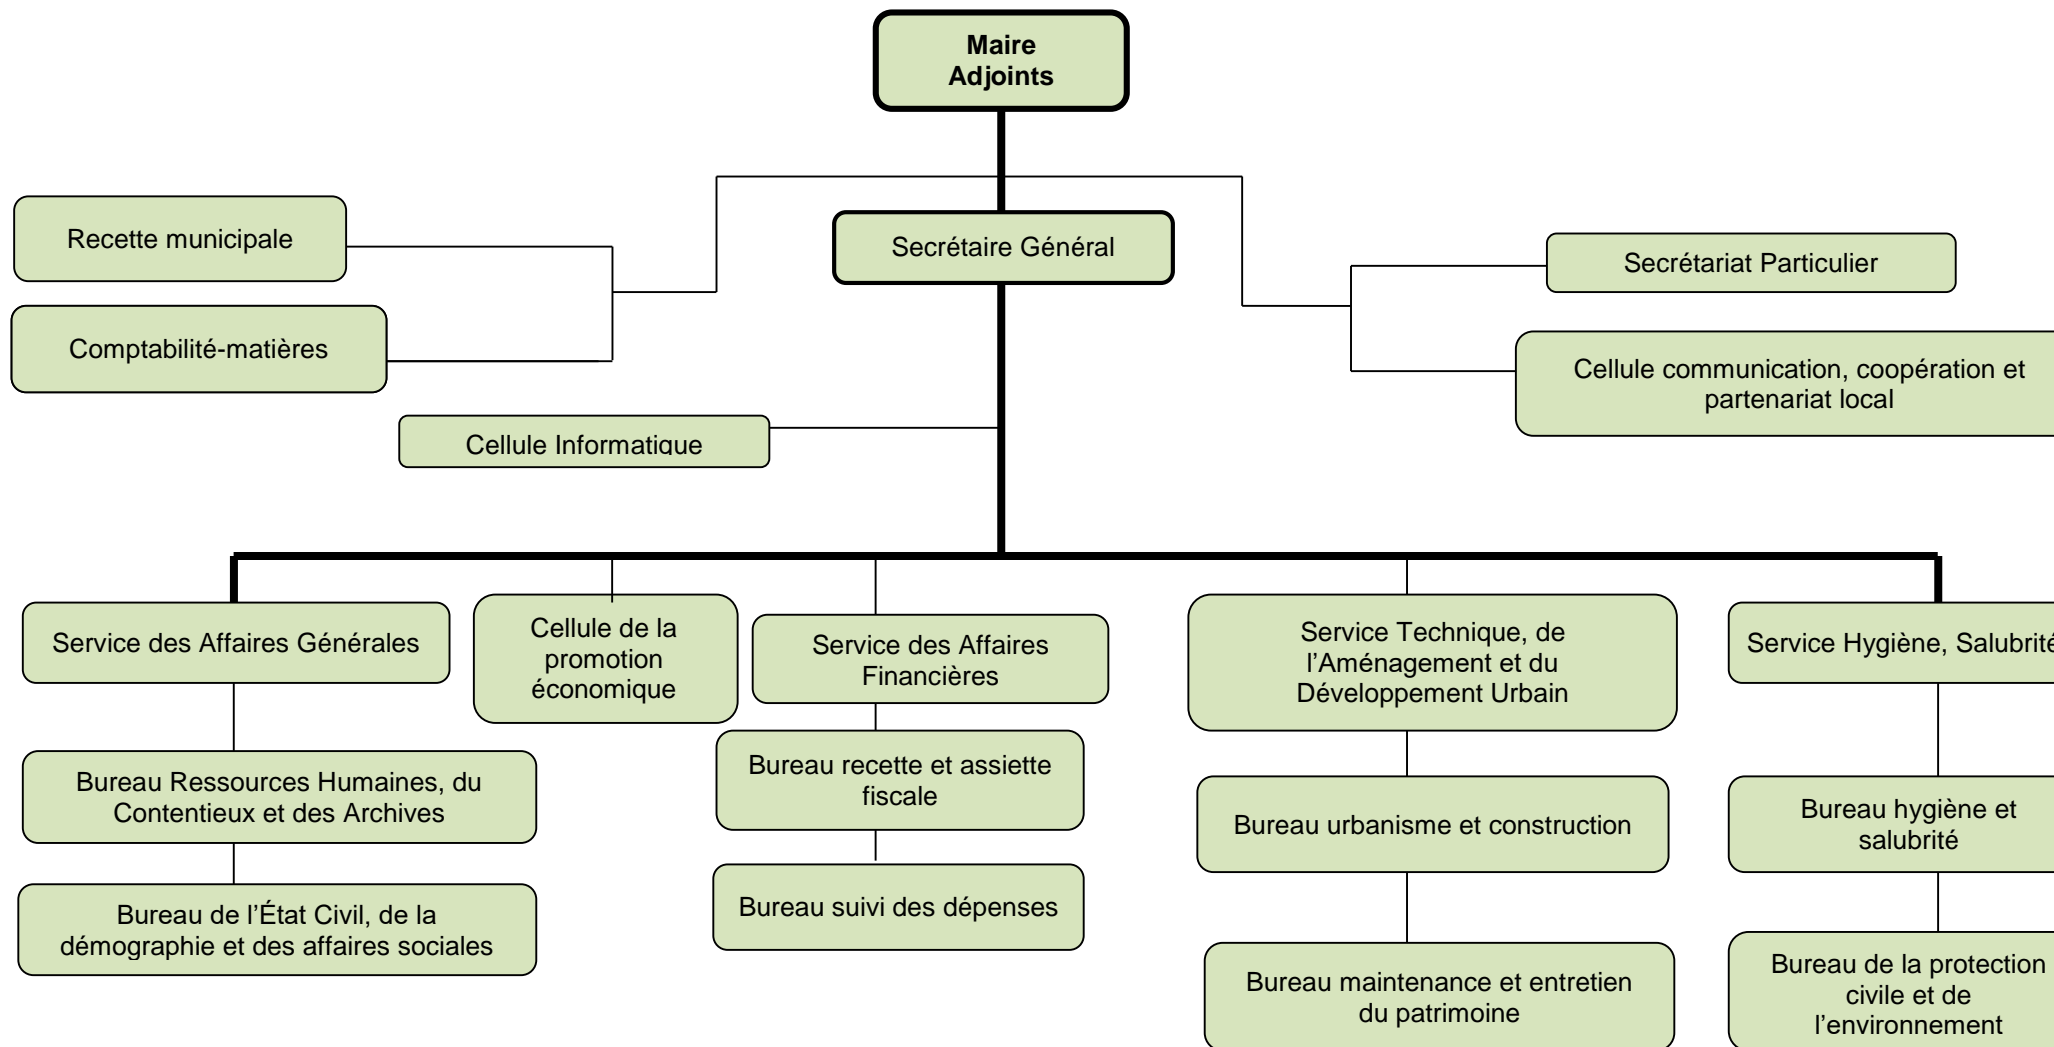 Maire
Adjoints
Recette municipale
Secrétaire Général
Secrétariat Particulier
Comptabilité-matières
Cellule communication, coopération et
partenariat local
Cellule Informatique
Service des Affaires Générales
Cellule de la
promotion
économique
Service des Affaires
Financières
Service Technique, de
l’Aménagement et du
Développement Urbain
Service Hygiène, Salubrité
Bureau Ressources Humaines, du
Contentieux et des Archives
Bureau recette et assiette
fiscale
Bureau urbanisme et construction
Bureau hygiène et
salubrité
Bureau de l’État Civil, de la
démographie et des affaires sociales
Bureau suivi des dépenses
Bureau maintenance et entretien
du patrimoine
Bureau de la protection
civile et de
l’environnement